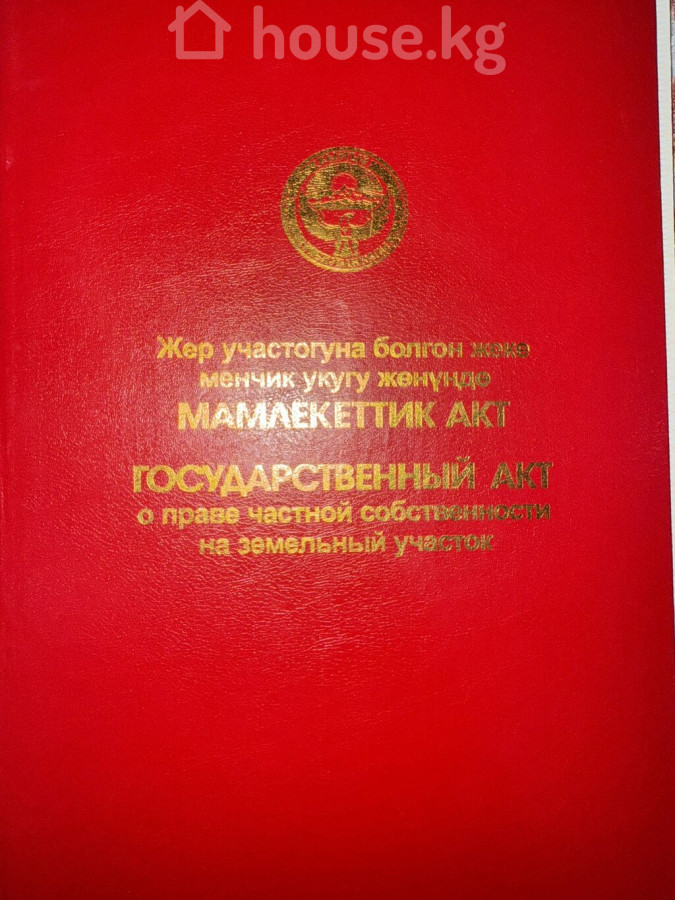 house.kg
Жер участогуна болгон жеке
менчик укугу жөнүндө
МАМЛЕКЕТТИК АКТ
ГОСУДАРСТВЕННЫЙ АКТ
о праве частной собственности
на земельный участок